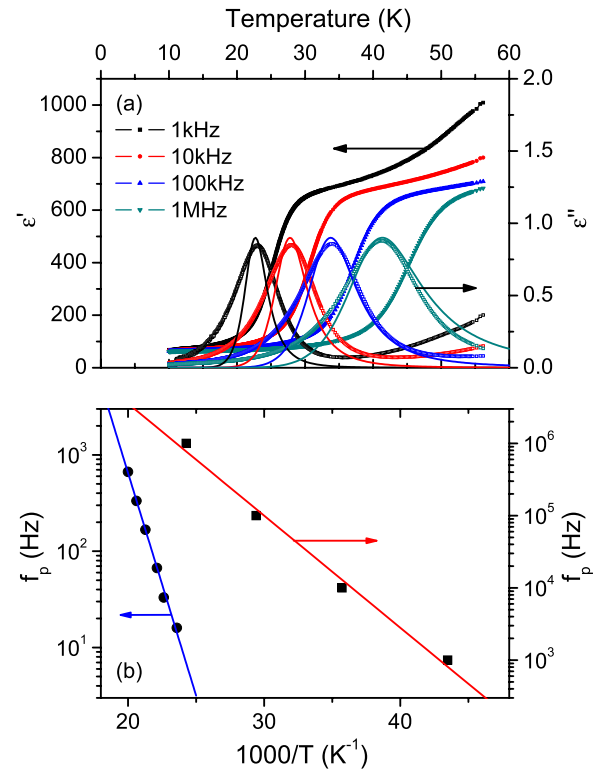 Temperature (K)
0 10 20 30 40 50 60
(a)
1kHz
10kHz
100kHz
1MHz
1000
800
600
400
200
0
ε'
2.0
1.5
1.0
0.5
0.0
ε"
10³
10²
10¹
f_p (Hz)
10⁶
10⁵
10⁴
10³
f_p (Hz)
(b)
20 30 40
1000/T (K⁻¹)